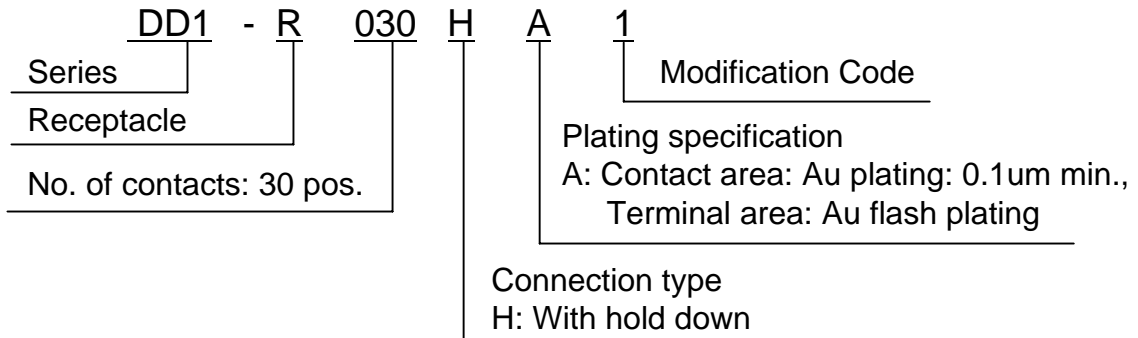 DD1 - R 030 H A 1
Series
Modification Code
Receptacle
Plating specification
A: Contact area: Au plating: 0.1um min.,
Terminal area: Au flash plating
No. of contacts: 30 pos.
Connection type
H: With hold down